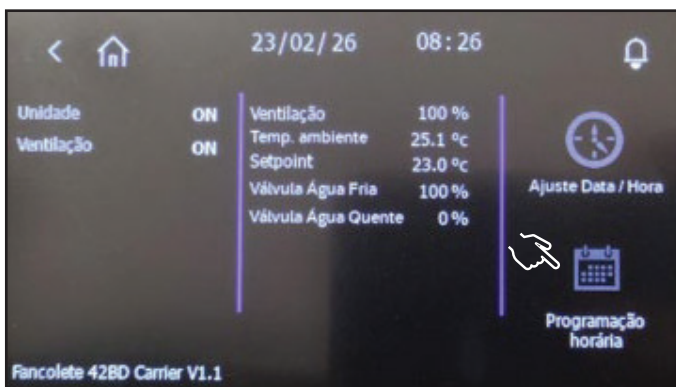 23/02/26 08:26
Unidade ON
Ventilação ON
Ventilação 100 %
Temp. ambiente 25.1 ºc
Setpoint 23.0 ºc
Válvula Água Fria 100 %
Válvula Água Quente 0 %
Ajuste Data / Hora
Programação
horária
Fancolete 42BD Carrier V1.1